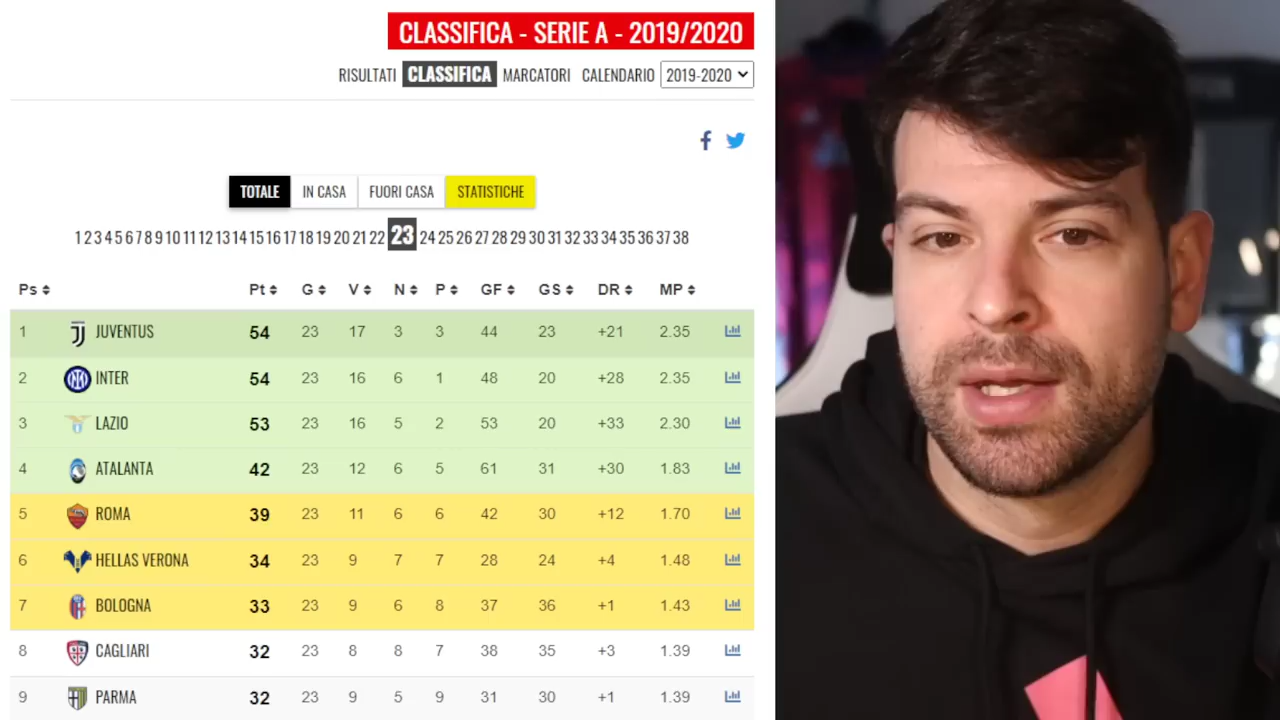 CLASSIFICA - SERIE A - 2019/2020
RISULTATI CLASSIFICA MARCATORI CALENDARIO 2019-2020
TOTALE IN CASA FUORI CASA STATISTICHE
1 2 3 4 5 6 7 8 9 10 11 12 13 14 15 16 17 18 19 20 21 22 23 24 25 26 27 28 29 30 31 32 33 34 35 36 37 38
Ps Pt G V N P GF GS DR MP
1 JUVENTUS 54 23 17 3 3 44 23 +21 2.35
2 INTER 54 23 16 6 1 48 20 +28 2.35
3 LAZIO 53 23 16 5 2 53 20 +33 2.30
4 ATALANTA 42 23 12 6 5 61 31 +30 1.83
5 ROMA 39 23 11 6 6 42 30 +12 1.70
6 HELLAS VERONA 34 23 9 7 7 28 24 +4 1.48
7 BOLOGNA 33 23 9 6 8 37 36 +1 1.43
8 CAGLIARI 32 23 8 8 7 38 35 +3 1.39
9 PARMA 32 23 9 5 9 31 30 +1 1.39